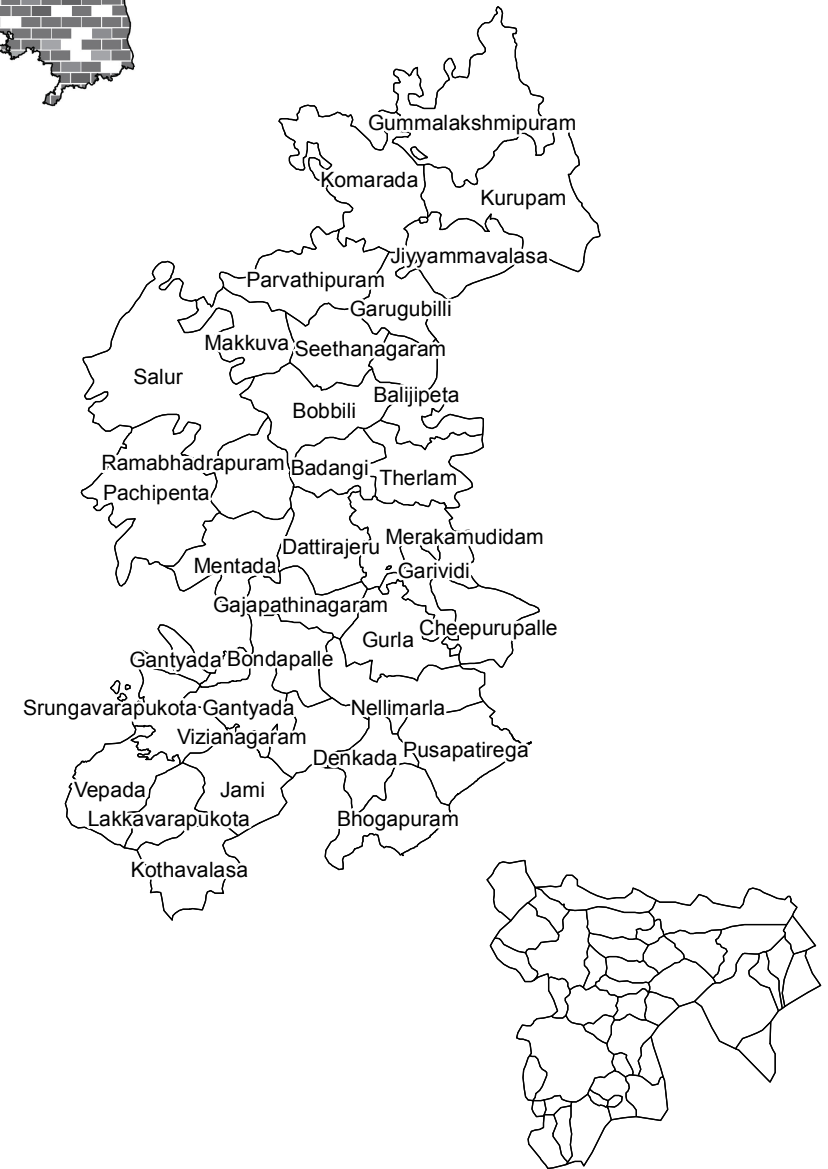 Gummalakshmipuram
Komarada
Kurupam
Jiyyammavalasa
Parvathipuram
Garugubilli
Makkuva
Seethanagaram
Salur
Balijipeta
Bobbili
Ramabhadrapuram
Badangi
Therlam
Pachipenta
Merakamudidam
Dattirajeru
Mentada
Garividi
Gajapathinagaram
Cheepurupalle
Gurla
Gantyada
Bondapalle
Srungavarapukota
Gantyada
Nellimarla
Vizianagaram
Denkada
Pusapatirega
Vepada
Jami
Lakkavarapukota
Bhogapuram
Kothavalasa